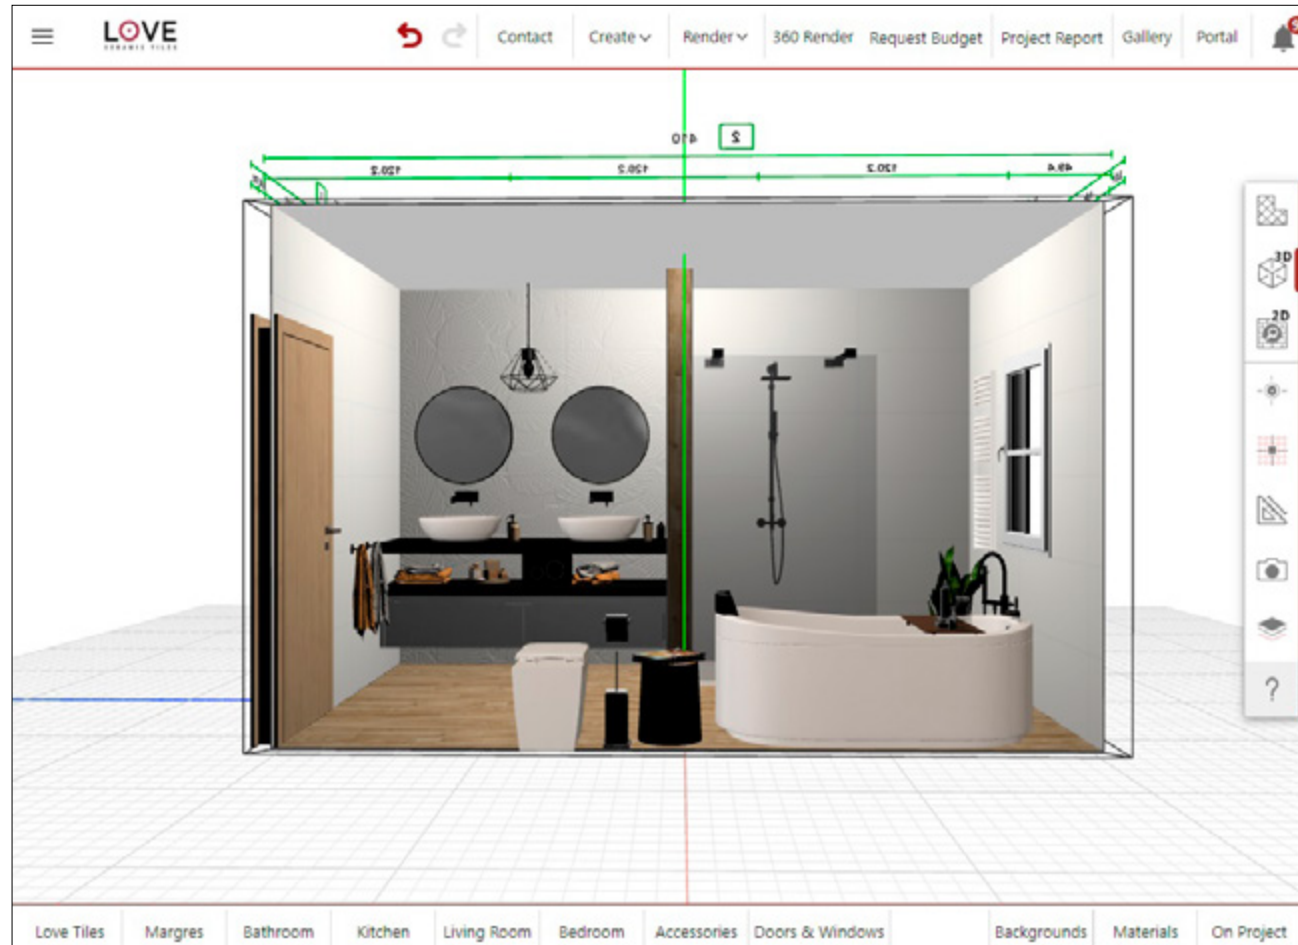 LOVE
CERAMIC TILES
Contact
Create
Render
360 Render
Request Budget
Project Report
Gallery
Portal
410
2
120.2
120.2
120.2
49.4
3D
2D
?
Love Tiles
Margres
Bathroom
Kitchen
Living Room
Bedroom
Accessories
Doors & Windows
Backgrounds
Materials
On Project